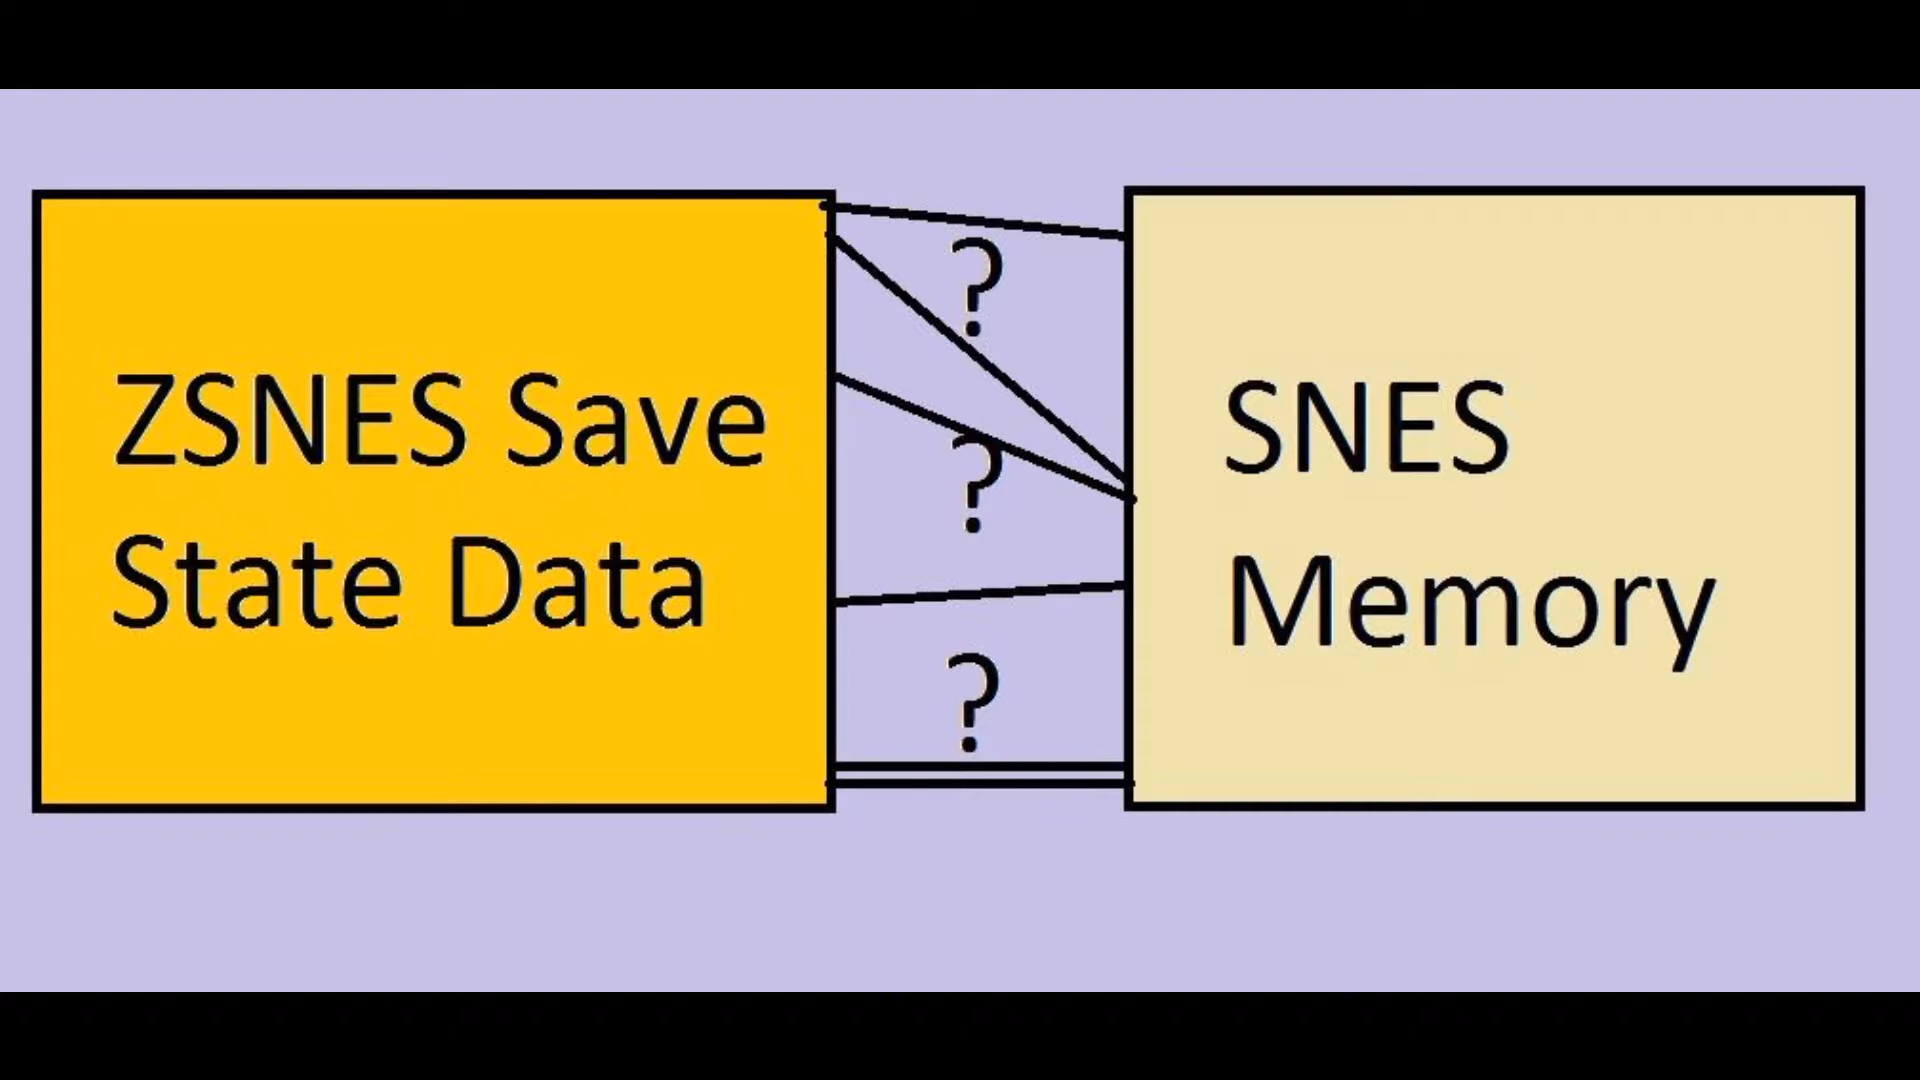 ZSNES Save
State Data
?
?
?
SNES
Memory